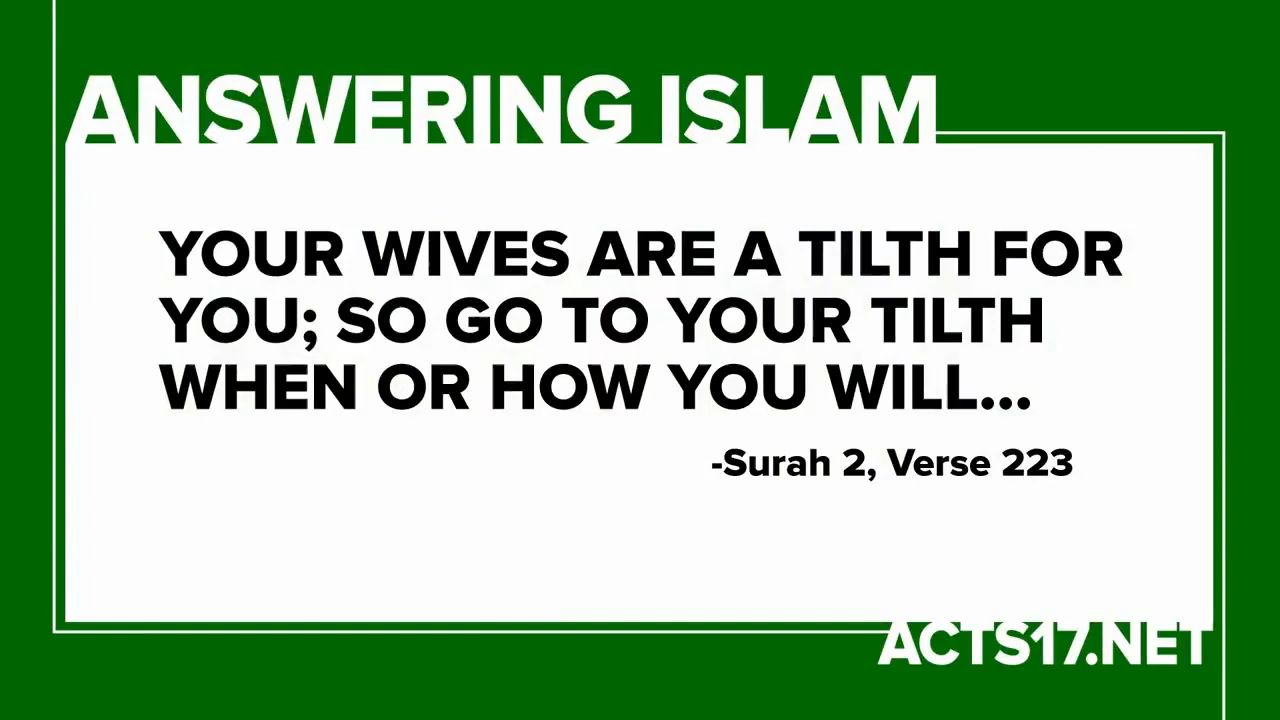 ANSWERING ISLAM
YOUR WIVES ARE A TILTH FOR
YOU; SO GO TO YOUR TILTH
WHEN OR HOW YOU WILL...
-Surah 2, Verse 223
ACTS17.NET